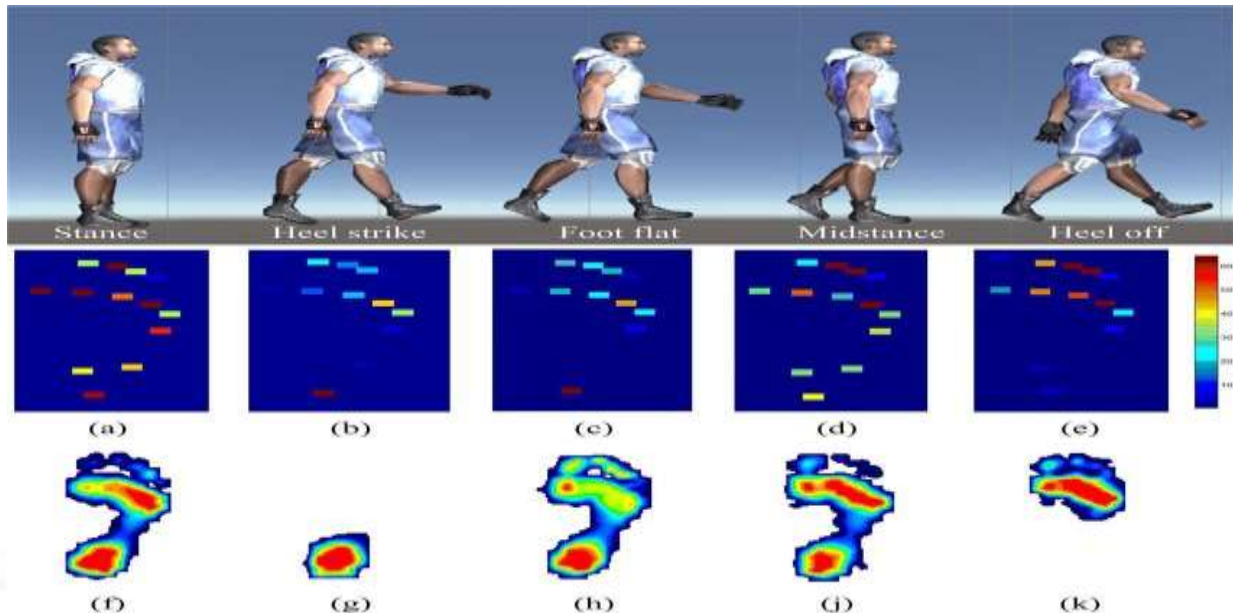 Stance Heel strike Foot flat Midstance Heel off
(a) (b) (c) (d) (e)
(f) (g) (h) (j) (k)